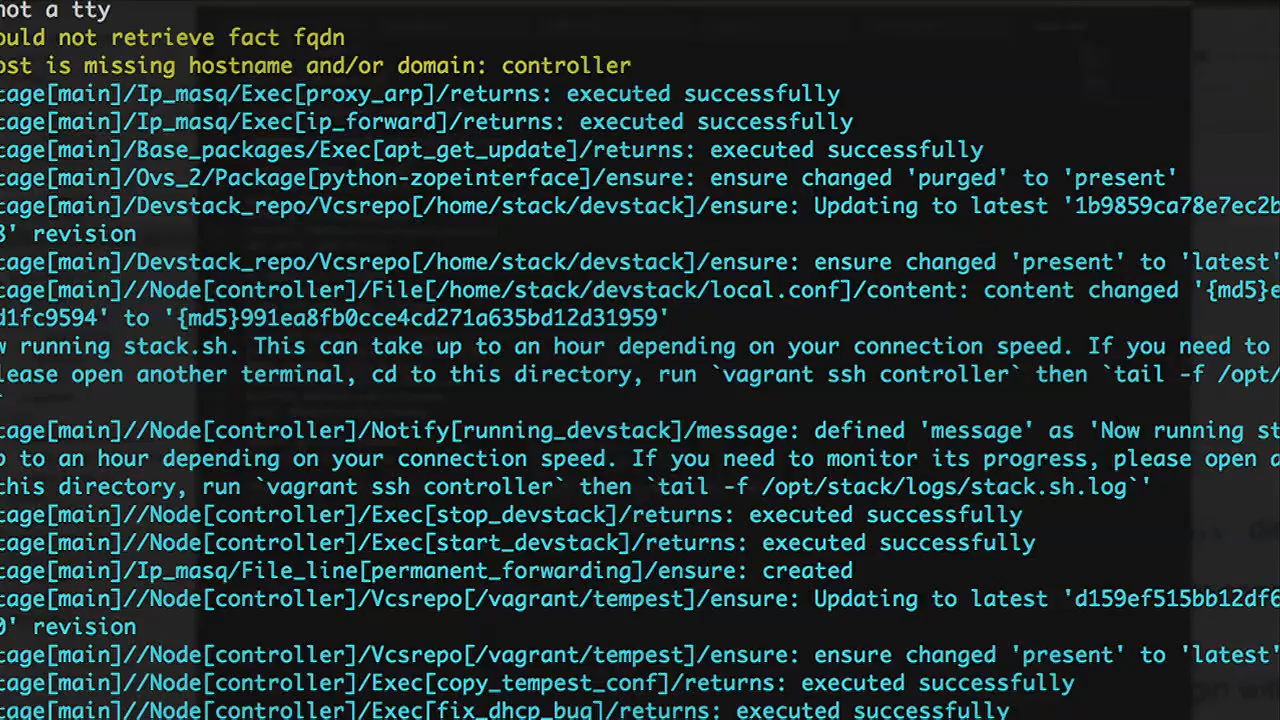 not a tty
ould not retrieve fact fqdn
ost is missing hostname and/or domain: controller
tage[main]/Ip_masq/Exec[proxy_arp]/returns: executed successfully
tage[main]/Ip_masq/Exec[ip_forward]/returns: executed successfully
tage[main]/Base_packages/Exec[apt_get_update]/returns: executed successfully
tage[main]/Ovs_2/Package[python-zopeinterface]/ensure: ensure changed 'purged' to 'present'
tage[main]/Devstack_repo/Vcsrepo[/home/stack/devstack]/ensure: Updating to latest '1b9859ca78e7ec2b
8' revision
tage[main]/Devstack_repo/Vcsrepo[/home/stack/devstack]/ensure: ensure changed 'present' to 'latest'
tage[main]//Node[controller]/File[/home/stack/devstack/local.conf]/content: content changed '{md5}e
d1fc9594' to '{md5}991ea8fb0cce4cd271a635bd12d31959'
w running stack.sh. This can take up to an hour depending on your connection speed. If you need to
lease open another terminal, cd to this directory, run `vagrant ssh controller` then `tail -f /opt/
tage[main]//Node[controller]/Notify[running_devstack]/message: defined 'message' as 'Now running st
p to an hour depending on your connection speed. If you need to monitor its progress, please open a
this directory, run `vagrant ssh controller` then `tail -f /opt/stack/logs/stack.sh.log`'
tage[main]//Node[controller]/Exec[stop_devstack]/returns: executed successfully
tage[main]//Node[controller]/Exec[start_devstack]/returns: executed successfully
tage[main]/Ip_masq/File_line[permanent_forwarding]/ensure: created
tage[main]//Node[controller]/Vcsrepo[/vagrant/tempest]/ensure: Updating to latest 'd159ef515bb12df6
0' revision
tage[main]//Node[controller]/Vcsrepo[/vagrant/tempest]/ensure: ensure changed 'present' to 'latest'
tage[main]//Node[controller]/Exec[copy_tempest_conf]/returns: executed successfully
tage[main]//Node[controller]/Exec[fix_dhcp_bug]/returns: executed successfully